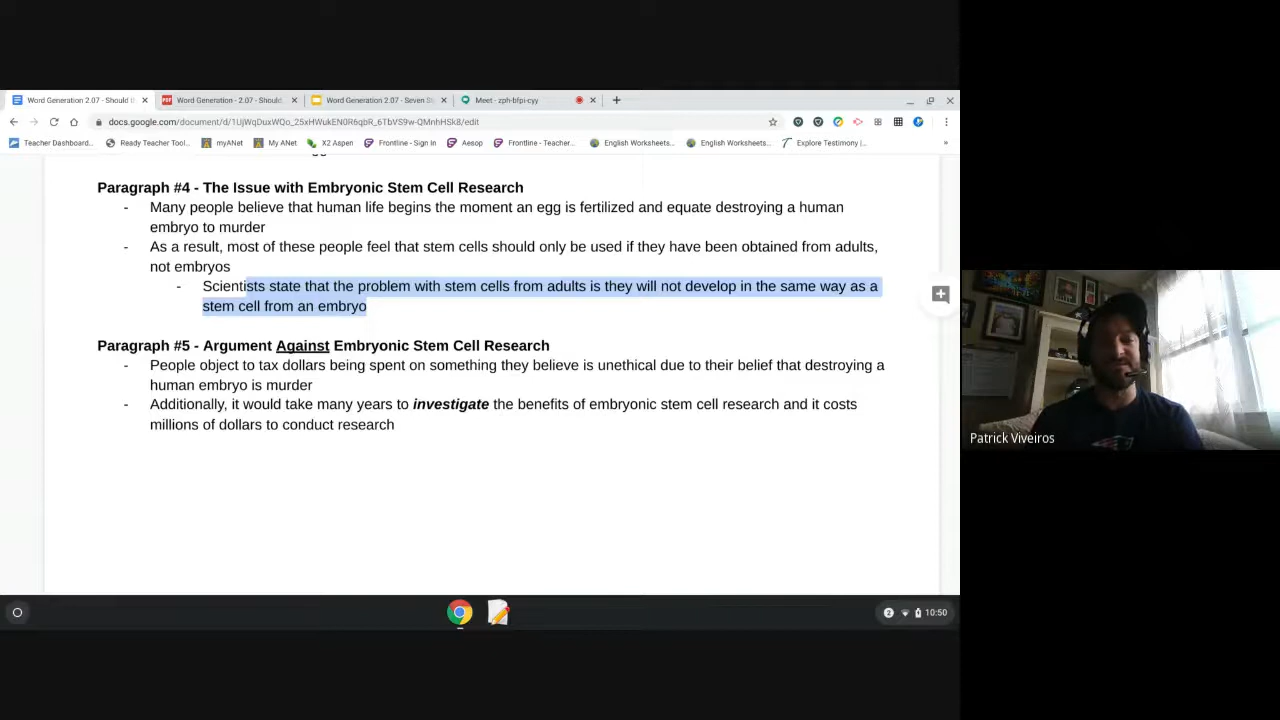 Word Generation 2.07 - Should th
Word Generation - 2.07 - Should
Word Generation 2.07 - Seven St
Meet - zph-bfpi-cyy
docs.google.com/document/d/1UjWqDuxWQo_25xHWukEN0R6qbR_6TbVS9w-QMnhHSk8/edit
Teacher Dashboard...
Ready Teacher Tool...
myANet
My ANet
X2 Aspen
Frontline - Sign In
Aesop
Frontline - Teacher...
English Worksheets...
English Worksheets...
Explore Testimony |...
Paragraph #4 - The Issue with Embryonic Stem Cell Research
- Many people believe that human life begins the moment an egg is fertilized and equate destroying a human
embryo to murder
- As a result, most of these people feel that stem cells should only be used if they have been obtained from adults,
not embryos
- Scientists state that the problem with stem cells from adults is they will not develop in the same way as a
stem cell from an embryo
Paragraph #5 - Argument Against Embryonic Stem Cell Research
- People object to tax dollars being spent on something they believe is unethical due to their belief that destroying a
human embryo is murder
- Additionally, it would take many years to investigate the benefits of embryonic stem cell research and it costs
millions of dollars to conduct research
Patrick Viveiros
2
10:50